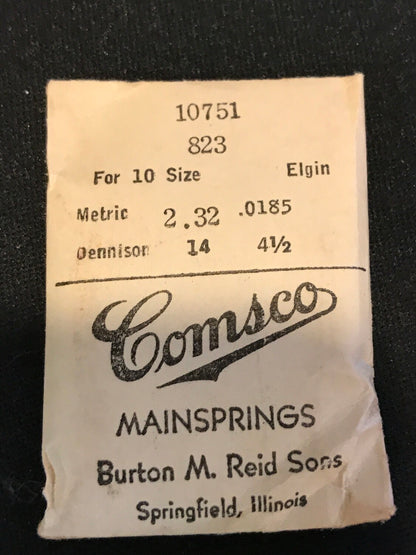 10751
823
For 10 Size Elgin
Metric 2.32 .0185
Dennison 14 4½
Comsco
MAINSPRINGS
Burton M. Reid Sons
Springfield, Illinois